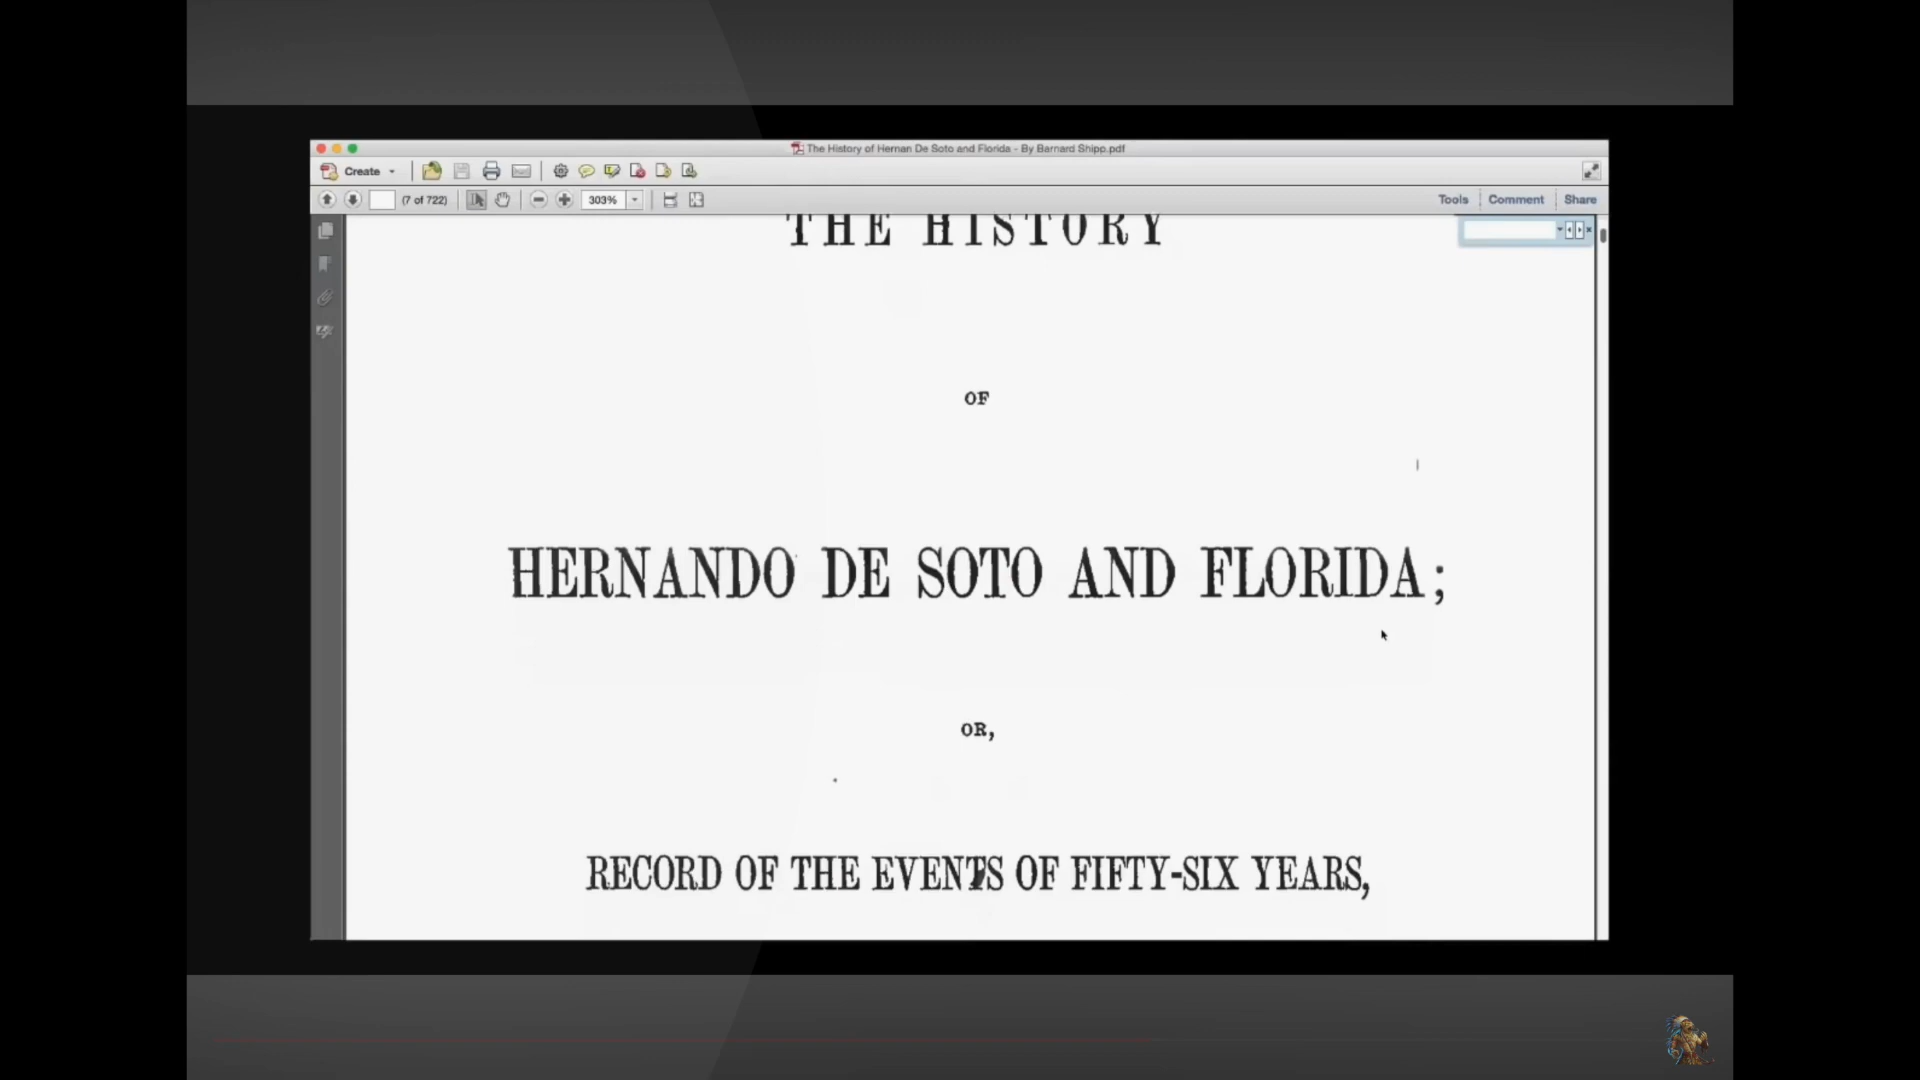 The History of Hernan De Soto and Florida - By Barnard Shipp.pdf
Create
(7 of 722)
303%
Tools
Comment
Share
THE HISTORY
OF
HERNANDO DE SOTO AND FLORIDA;
OR,
RECORD OF THE EVENTS OF FIFTY-SIX YEARS,